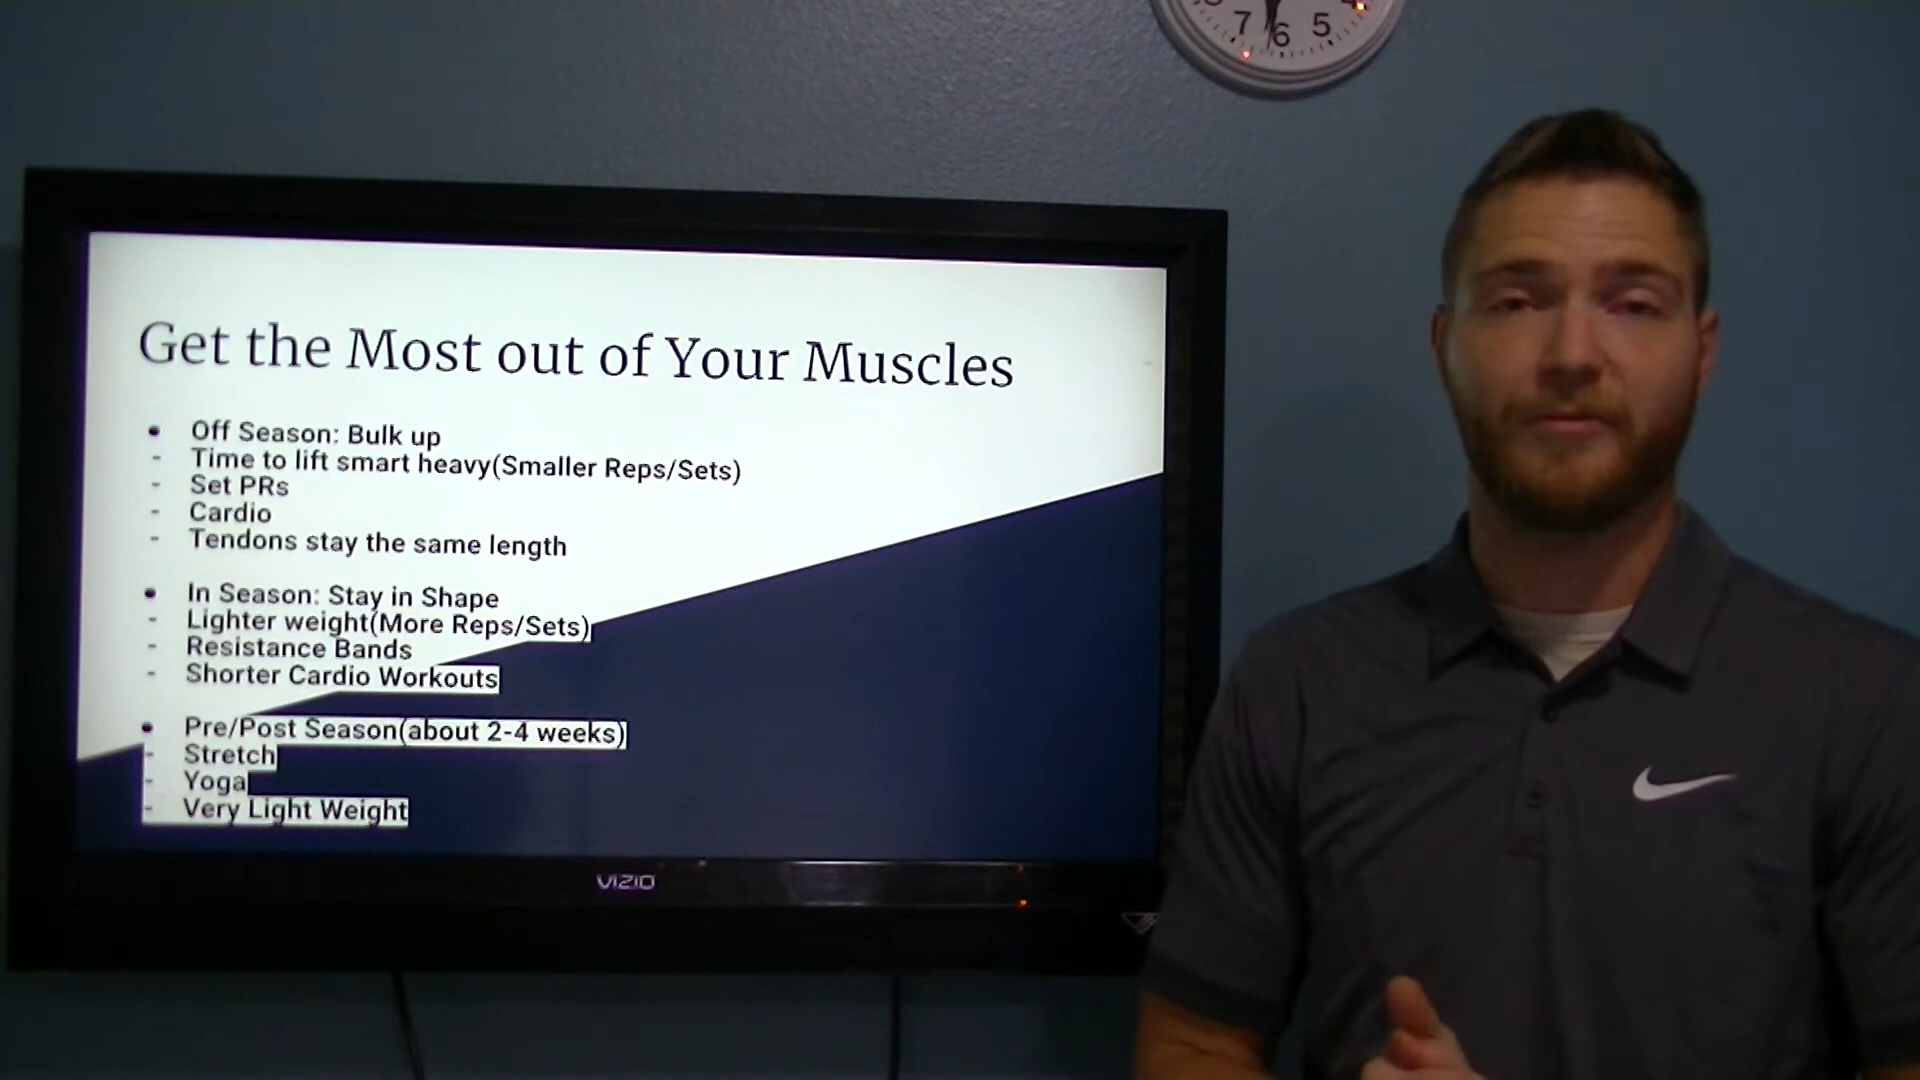 7 6 5
Get the Most out of Your Muscles
● Off Season: Bulk up
- Time to lift smart heavy(Smaller Reps/Sets)
- Set PRs
- Cardio
- Tendons stay the same length
● In Season: Stay in Shape
- Lighter weight(More Reps/Sets)
- Resistance Bands
- Shorter Cardio Workouts
● Pre/Post Season(about 2-4 weeks)
- Stretch
- Yoga
- Very Light Weight
VIZIO